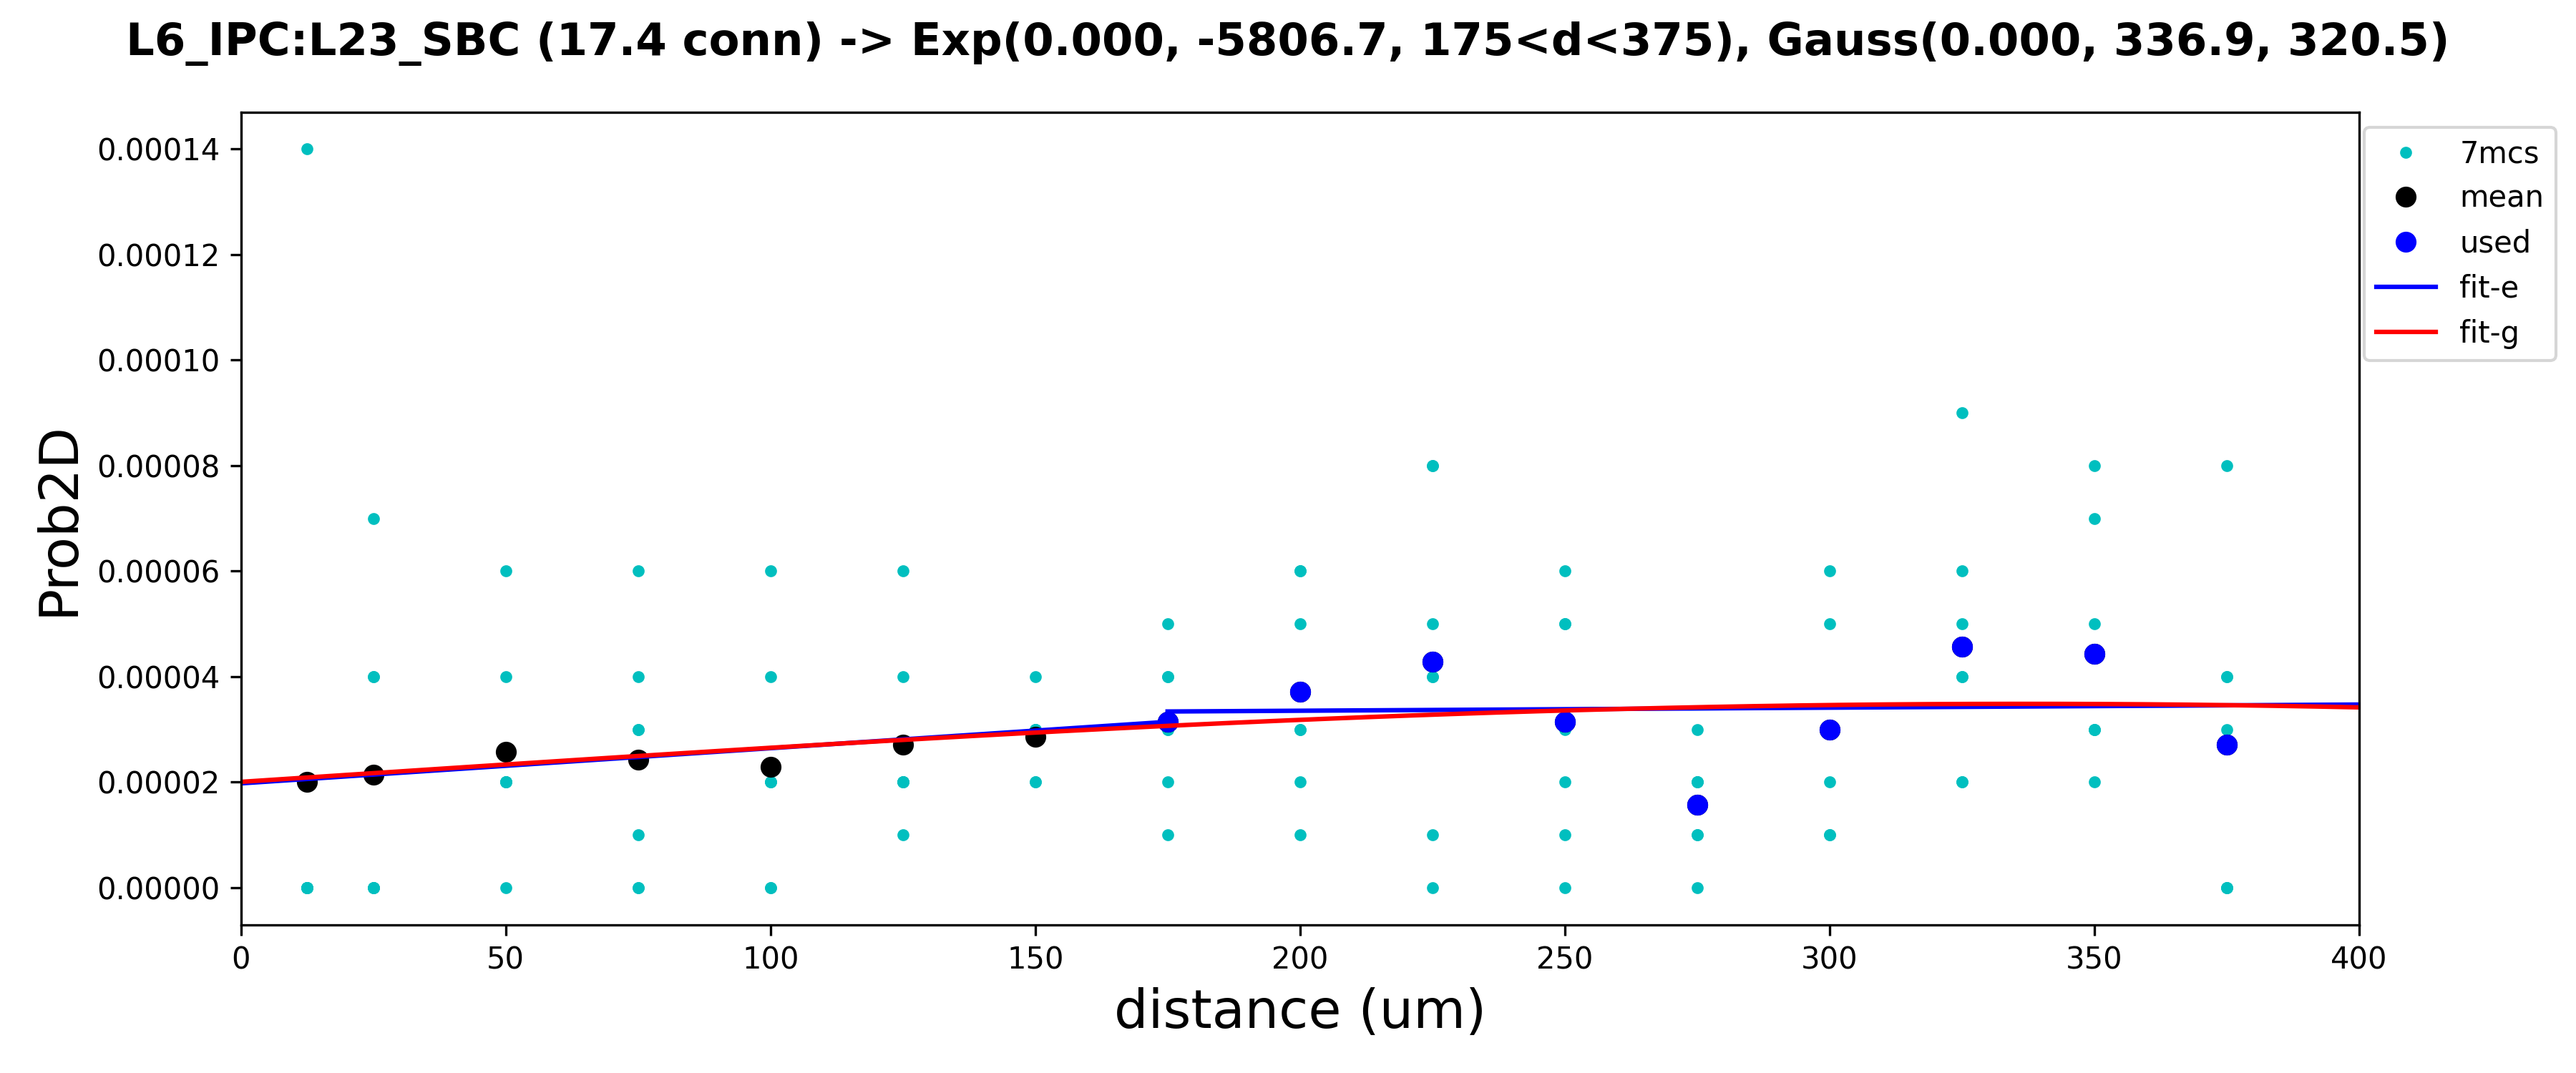 L6_IPC:L23_SBC (17.4 conn) -> Exp(0.000, -5806.7, 175<d<375), Gauss(0.000, 336.9, 320.5)
0.00014
0.00012
0.00010
0.00008
0.00006
0.00004
0.00002
0.00000
Prob2D
0 50 100 150 200 250 300 350 400
distance (um)
7mcs
mean
used
fit-e
fit-g